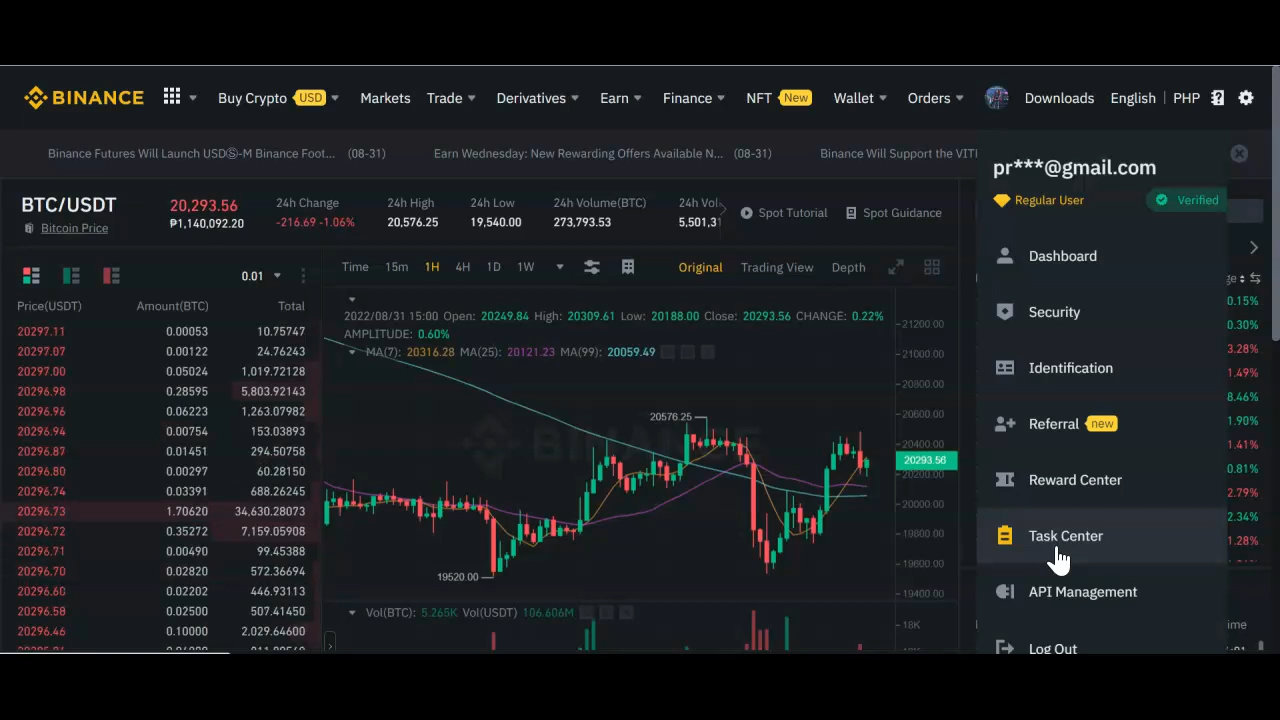 BINANCE Buy Crypto USD Markets Trade Derivatives Earn Finance NFT New Wallet Orders Downloads English | PHP
Binance Futures Will Launch USDⓈ-M Binance Foot... (08-31) Earn Wednesday: New Rewarding Offers Available N... (08-31) Binance Will Support the VIT
pr***@gmail.com
Regular User Verified
BTC/USDT
Bitcoin Price
20,293.56
₱1,140,092.20
24h Change
-216.69 -1.06%
24h High
20,576.25
24h Low
19,540.00
24h Volume(BTC)
273,793.53
24h Vol
5,501,3
Spot Tutorial Spot Guidance
0.01
Price(USDT) Amount(BTC) Total
20297.11 0.00053 10.75747
20297.07 0.00122 24.76243
20297.00 0.05024 1,019.72128
20296.98 0.28595 5,803.92143
20296.96 0.06223 1,263.07982
20296.94 0.00754 153.03893
20296.87 0.01451 294.50758
20296.80 0.00297 60.28150
20296.74 0.03391 688.26245
20296.73 1.70620 34,630.28073
20296.72 0.35272 7,159.05908
20296.71 0.00490 99.45388
20296.70 0.02820 572.36694
20296.60 0.02200 446.93113
20296.58 0.02500 507.41450
20296.46 0.10000 2,029.64600
Time 15m 1H 4H 1D 1W Original Trading View Depth
2022/08/31 15:00 Open: 20249.84 High: 20309.61 Low: 20188.00 Close: 20293.56 CHANGE: 0.22%
AMPLITUDE: 0.60%
MA(7): 20316.28 MA(25): 20121.23 MA(99): 20059.49
BINANCE
20576.25
19520.00
21200.00
21000.00
20800.00
20600.00
20400.00
20293.56
20200.00
20000.00
19800.00
19600.00
19400.00
Vol(BTC): 5.265K Vol(USDT) 106.606M
18K
Dashboard
Security
Identification
Referral new
Reward Center
Task Center
API Management
Log Out
ge
0.15%
0.30%
3.28%
1.49%
8.46%
1.90%
1.41%
0.81%
2.79%
2.34%
1.28%
ime